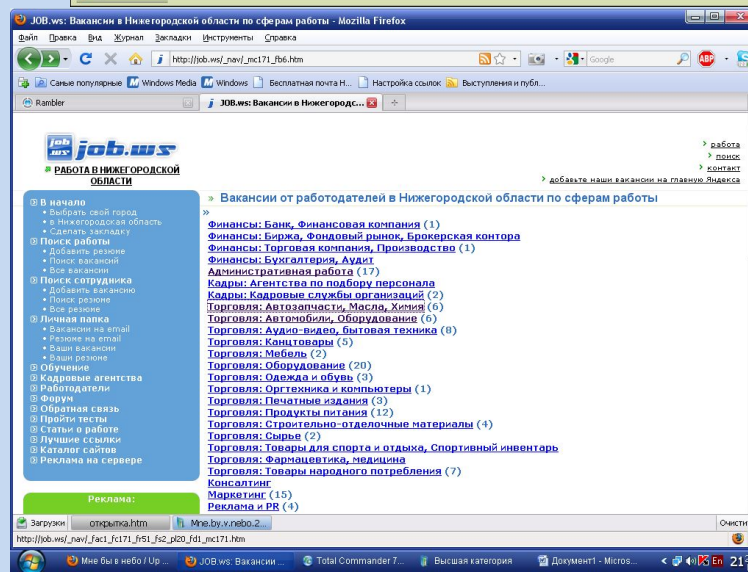 JOB.ws: Вакансии в Нижегородской области по сферам работы - Mozilla Firefox
Файл Правка Вид Журнал Закладки Инструменты Справка
http://job.ws/_nav/_mc171_fb6.htm
Google
ABP
Самые популярные Windows Media Windows Бесплатная почта H... Настройка ссылок Выступления и публ...
Rambler JOB.ws: Вакансии в Нижегородс...
job.ws
РАБОТА В НИЖЕГОРОДСКОЙ ОБЛАСТИ
работа
поиск
контакт
добавьте наши вакансии на главную Яндекса
В начало
Выбрать свой город
в Нижегородская область
Сделать закладку
Поиск работы
Добавить резюме
Поиск вакансий
Все вакансии
Поиск сотрудника
Добавить вакансию
Поиск резюме
Все резюме
Личная папка
Вакансии на email
Резюме на email
Ваши вакансии
Ваши резюме
Обучение
Кадровые агентства
Работодатели
Форум
Обратная связь
Пройти тесты
Статьи о работе
Лучшие ссылки
Каталог сайтов
Реклама на сервере
Реклама:
» Вакансии от работодателей в Нижегородской области по сферам работы
»
Финансы: Банк, Финансовая компания (1)
Финансы: Биржа, Фондовый рынок, Брокерская контора
Финансы: Торговая компания, Производство (1)
Финансы: Бухгалтерия, Аудит
Административная работа (17)
Кадры: Агентства по подбору персонала
Кадры: Кадровые службы организаций (2)
Торговля: Автозапчасти, Масла, Химия (6)
Торговля: Автомобили, Оборудование (6)
Торговля: Аудио-видео, бытовая техника (8)
Торговля: Канцтовары (5)
Торговля: Мебель (2)
Торговля: Оборудование (20)
Торговля: Одежда и обувь (3)
Торговля: Оргтехника и компьютеры (1)
Торговля: Печатные издания (3)
Торговля: Продукты питания (12)
Торговля: Строительно-отделочные материалы (4)
Торговля: Сырье (2)
Торговля: Товары для спорта и отдыха, Спортивный инвентарь
Торговля: Фармацевтика, медицина
Торговля: Товары народного потребления (7)
Консалтинг
Маркетинг (15)
Реклама и PR (4)
Загрузки открытка.htm Mne.by.v.nebo.2... Очисти
http://job.ws/_nav/_fac1_fc171_fr51_fs2_pl20_fd1_mc171.htm
Мне бы в небо / Up ... JOB.ws: Вакансии ... Total Commander 7... Высшая категория Документ1 - Micros... En